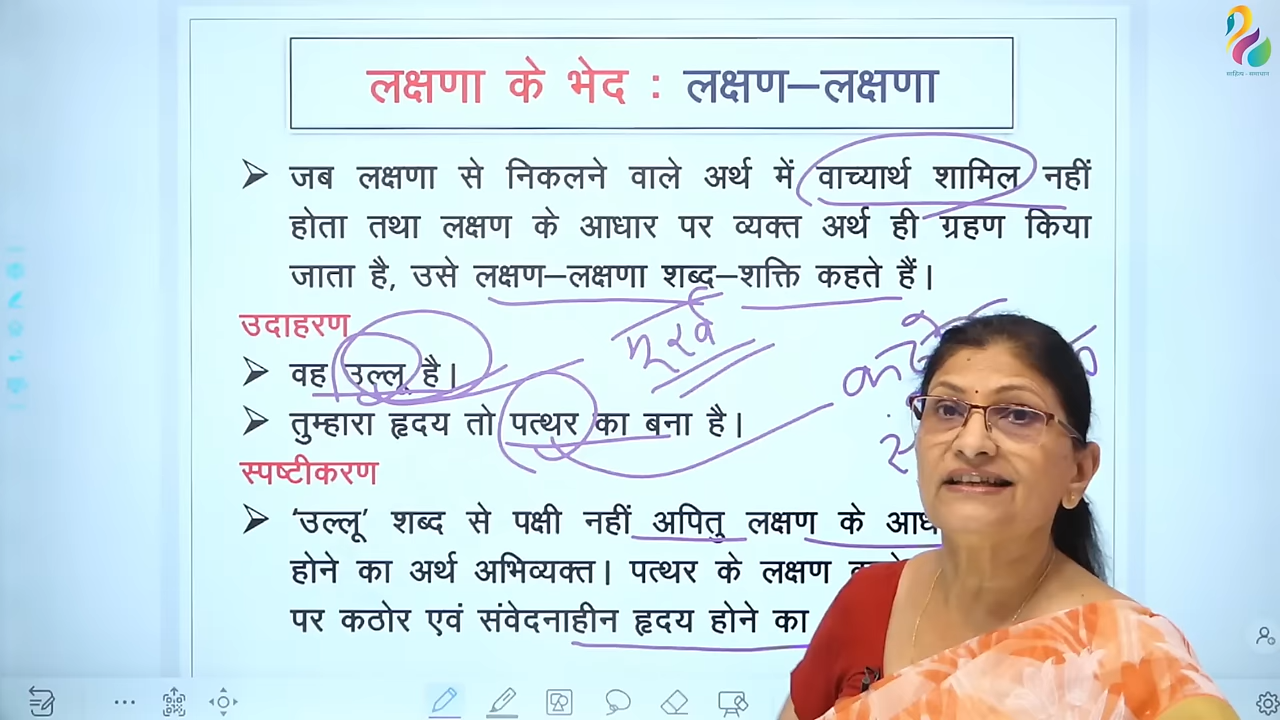 साहित्य - समाधान
लक्षणा के भेद : लक्षण–लक्षणा
जब लक्षणा से निकलने वाले अर्थ में वाच्यार्थ शामिल नहीं
होता तथा लक्षण के आधार पर व्यक्त अर्थ ही ग्रहण किया
जाता है, उसे लक्षण–लक्षणा शब्द–शक्ति कहते हैं।
उदाहरण
मूर्ख
वह उल्लू है।
तुम्हारा हृदय तो पत्थर का बना है।
स्पष्टीकरण
‘उल्लू’ शब्द से पक्षी नहीं अपितु लक्षण के
होने का अर्थ अभिव्यक्त। पत्थर के लक्षण
पर कठोर एवं संवेदनाहीन हृदय होने का